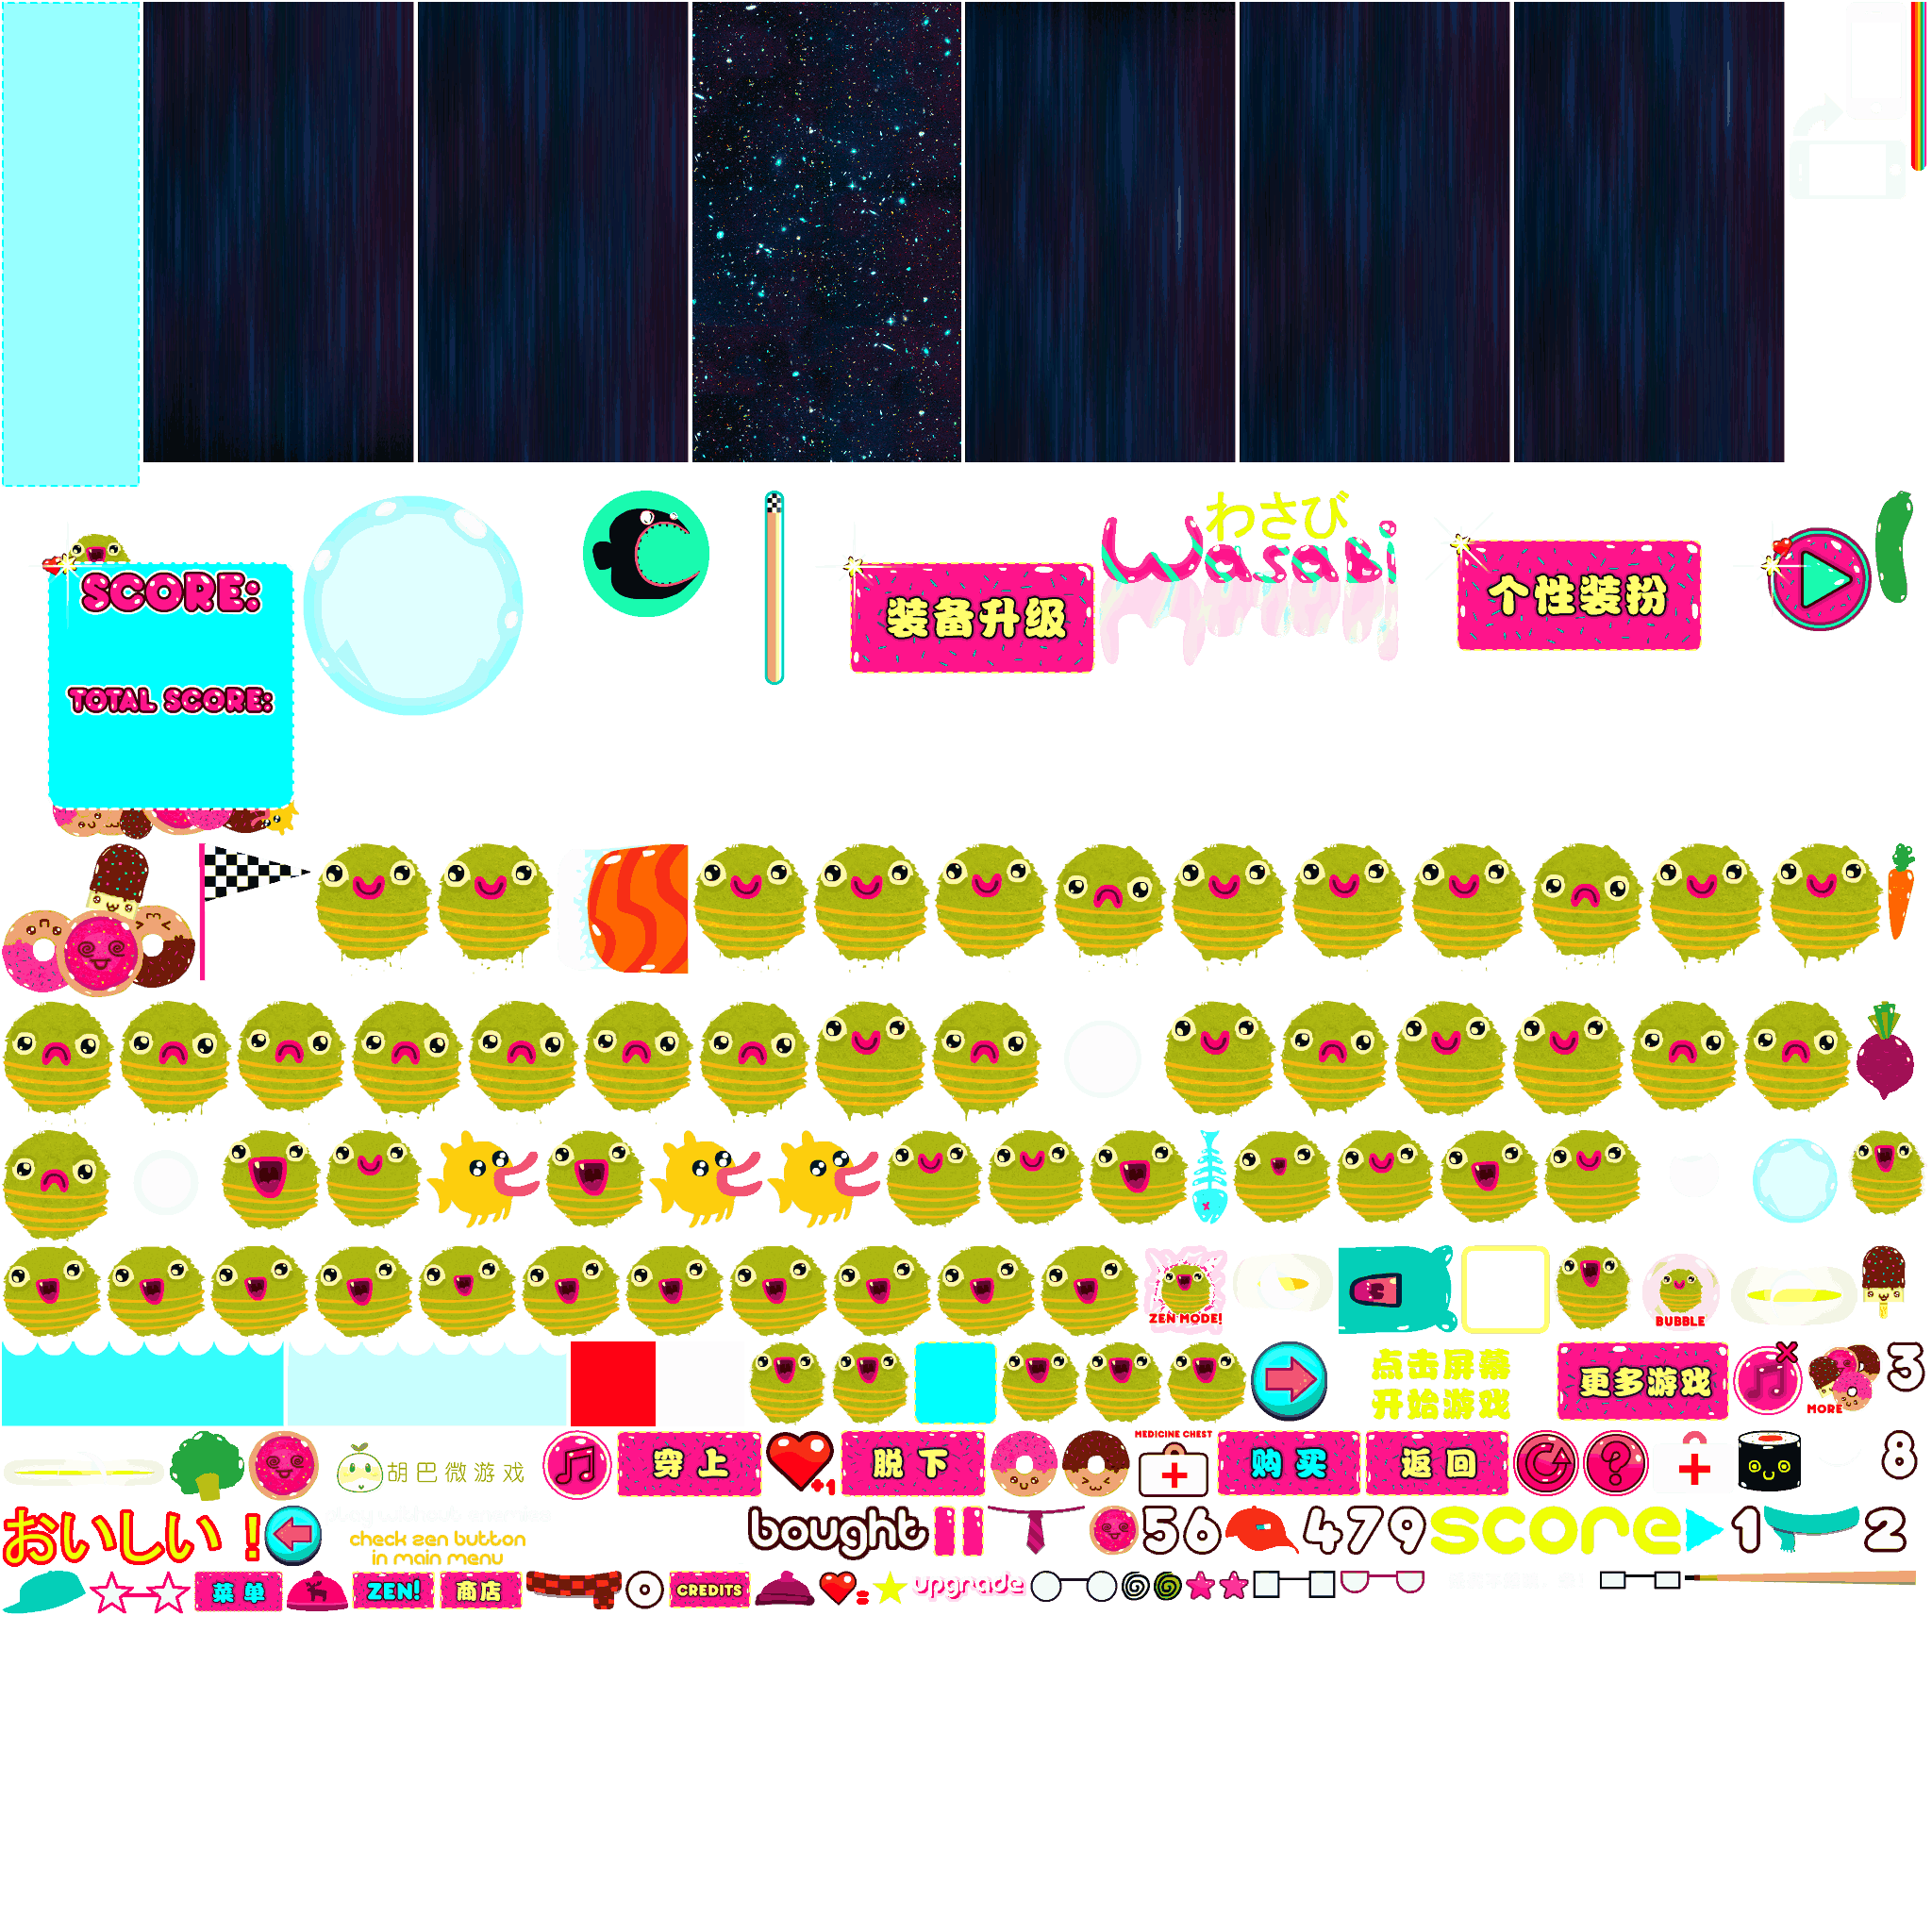 わさび
Wasabi
SCORE:
装备升级
个性装扮
TOTAL SCORE:
ZEN MODE!
BUBBLE
点击屏幕
开始游戏
更多游戏
MORE
3
胡巴微游戏
穿上
+1
脱下
MEDICINE CHEST
购买
返回
?
8
おいしい！
check zen button
in main menu
bought
56
479
score
1
2
菜单
ZEN!
商店
CREDITS
upgrade